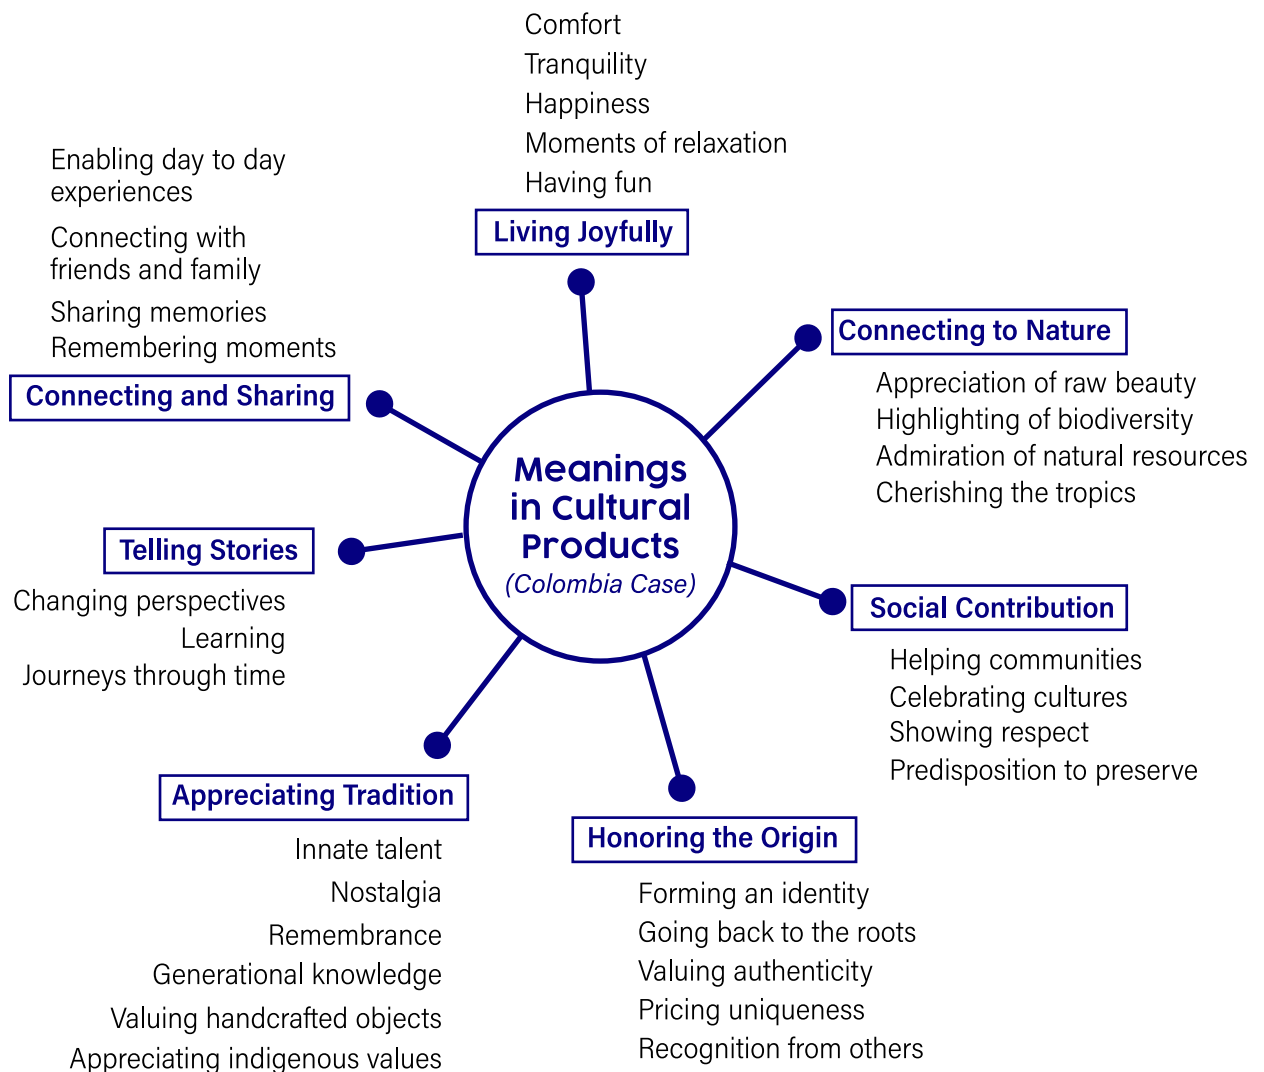 Comfort
Tranquility
Happiness
Moments of relaxation
Having fun
Living Joyfully
Enabling day to day
experiences
Connecting with
friends and family
Sharing memories
Remembering moments
Connecting and Sharing
Connecting to Nature
Appreciation of raw beauty
Highlighting of biodiversity
Admiration of natural resources
Cherishing the tropics
Meanings
in Cultural
Products
(Colombia Case)
Telling Stories
Changing perspectives
Learning
Journeys through time
Social Contribution
Helping communities
Celebrating cultures
Showing respect
Predisposition to preserve
Appreciating Tradition
Innate talent
Nostalgia
Remembrance
Generational knowledge
Valuing handcrafted objects
Appreciating indigenous values
Honoring the Origin
Forming an identity
Going back to the roots
Valuing authenticity
Pricing uniqueness
Recognition from others